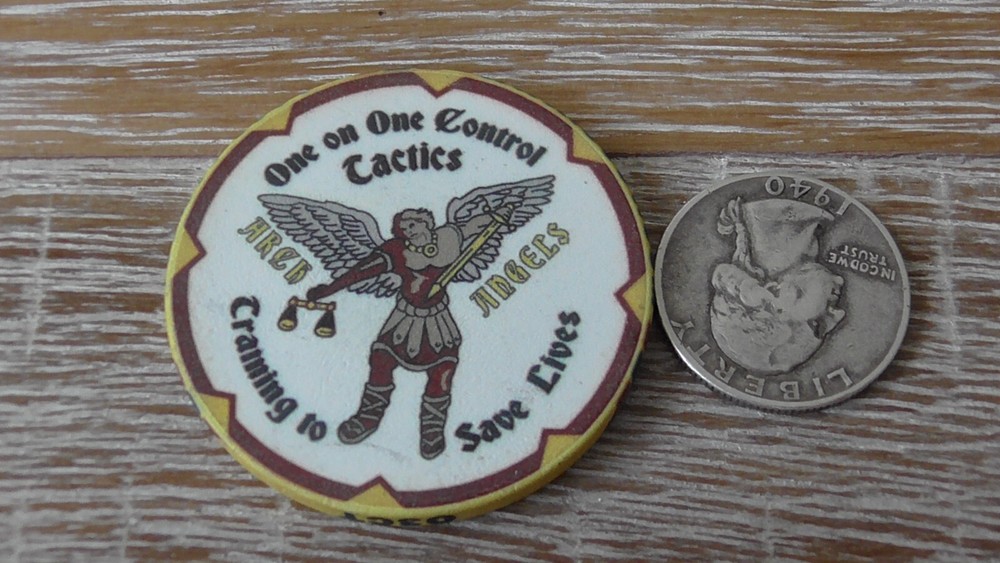 One on One Control
Tactics
ARCH
ANGELS
Training to
Save Lives
LIBERTY
IN GOD WE
TRUST
1940